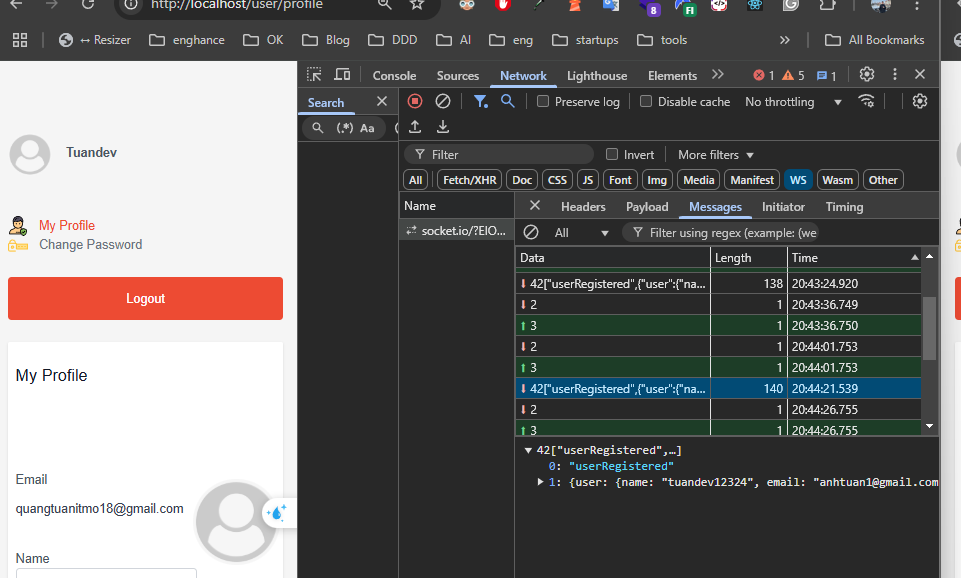 http://localhost/user/profile
8
FI
↔ Resizer
enghance
OK
Blog
DDD
AI
eng
startups
tools
»
All Bookmarks
Console
Sources
Network
Lighthouse
Elements
»
1
5
1
Search
Preserve log
Disable cache
No throttling
(.*)
Aa
Filter
Invert
More filters
All
Fetch/XHR
Doc
CSS
JS
Font
Img
Media
Manifest
WS
Wasm
Other
Name
Headers
Payload
Messages
Initiator
Timing
socket.io/?EIO...
All
Filter using regex (example: (we
Data
Length
Time
42["userRegistered",{"user":{"na...
138
20:43:24.920
2
1
20:43:36.749
3
1
20:43:36.750
2
1
20:44:01.753
3
1
20:44:01.753
42["userRegistered",{"user":{"na...
140
20:44:21.539
2
1
20:44:26.755
3
1
20:44:26.755
42["userRegistered",…]
0: "userRegistered"
1: {user: {name: "tuandev12324", email: "anhtuan1@gmail.com
Tuandev
My Profile
Change Password
Logout
My Profile
Email
quangtuanitmo18@gmail.com
Name